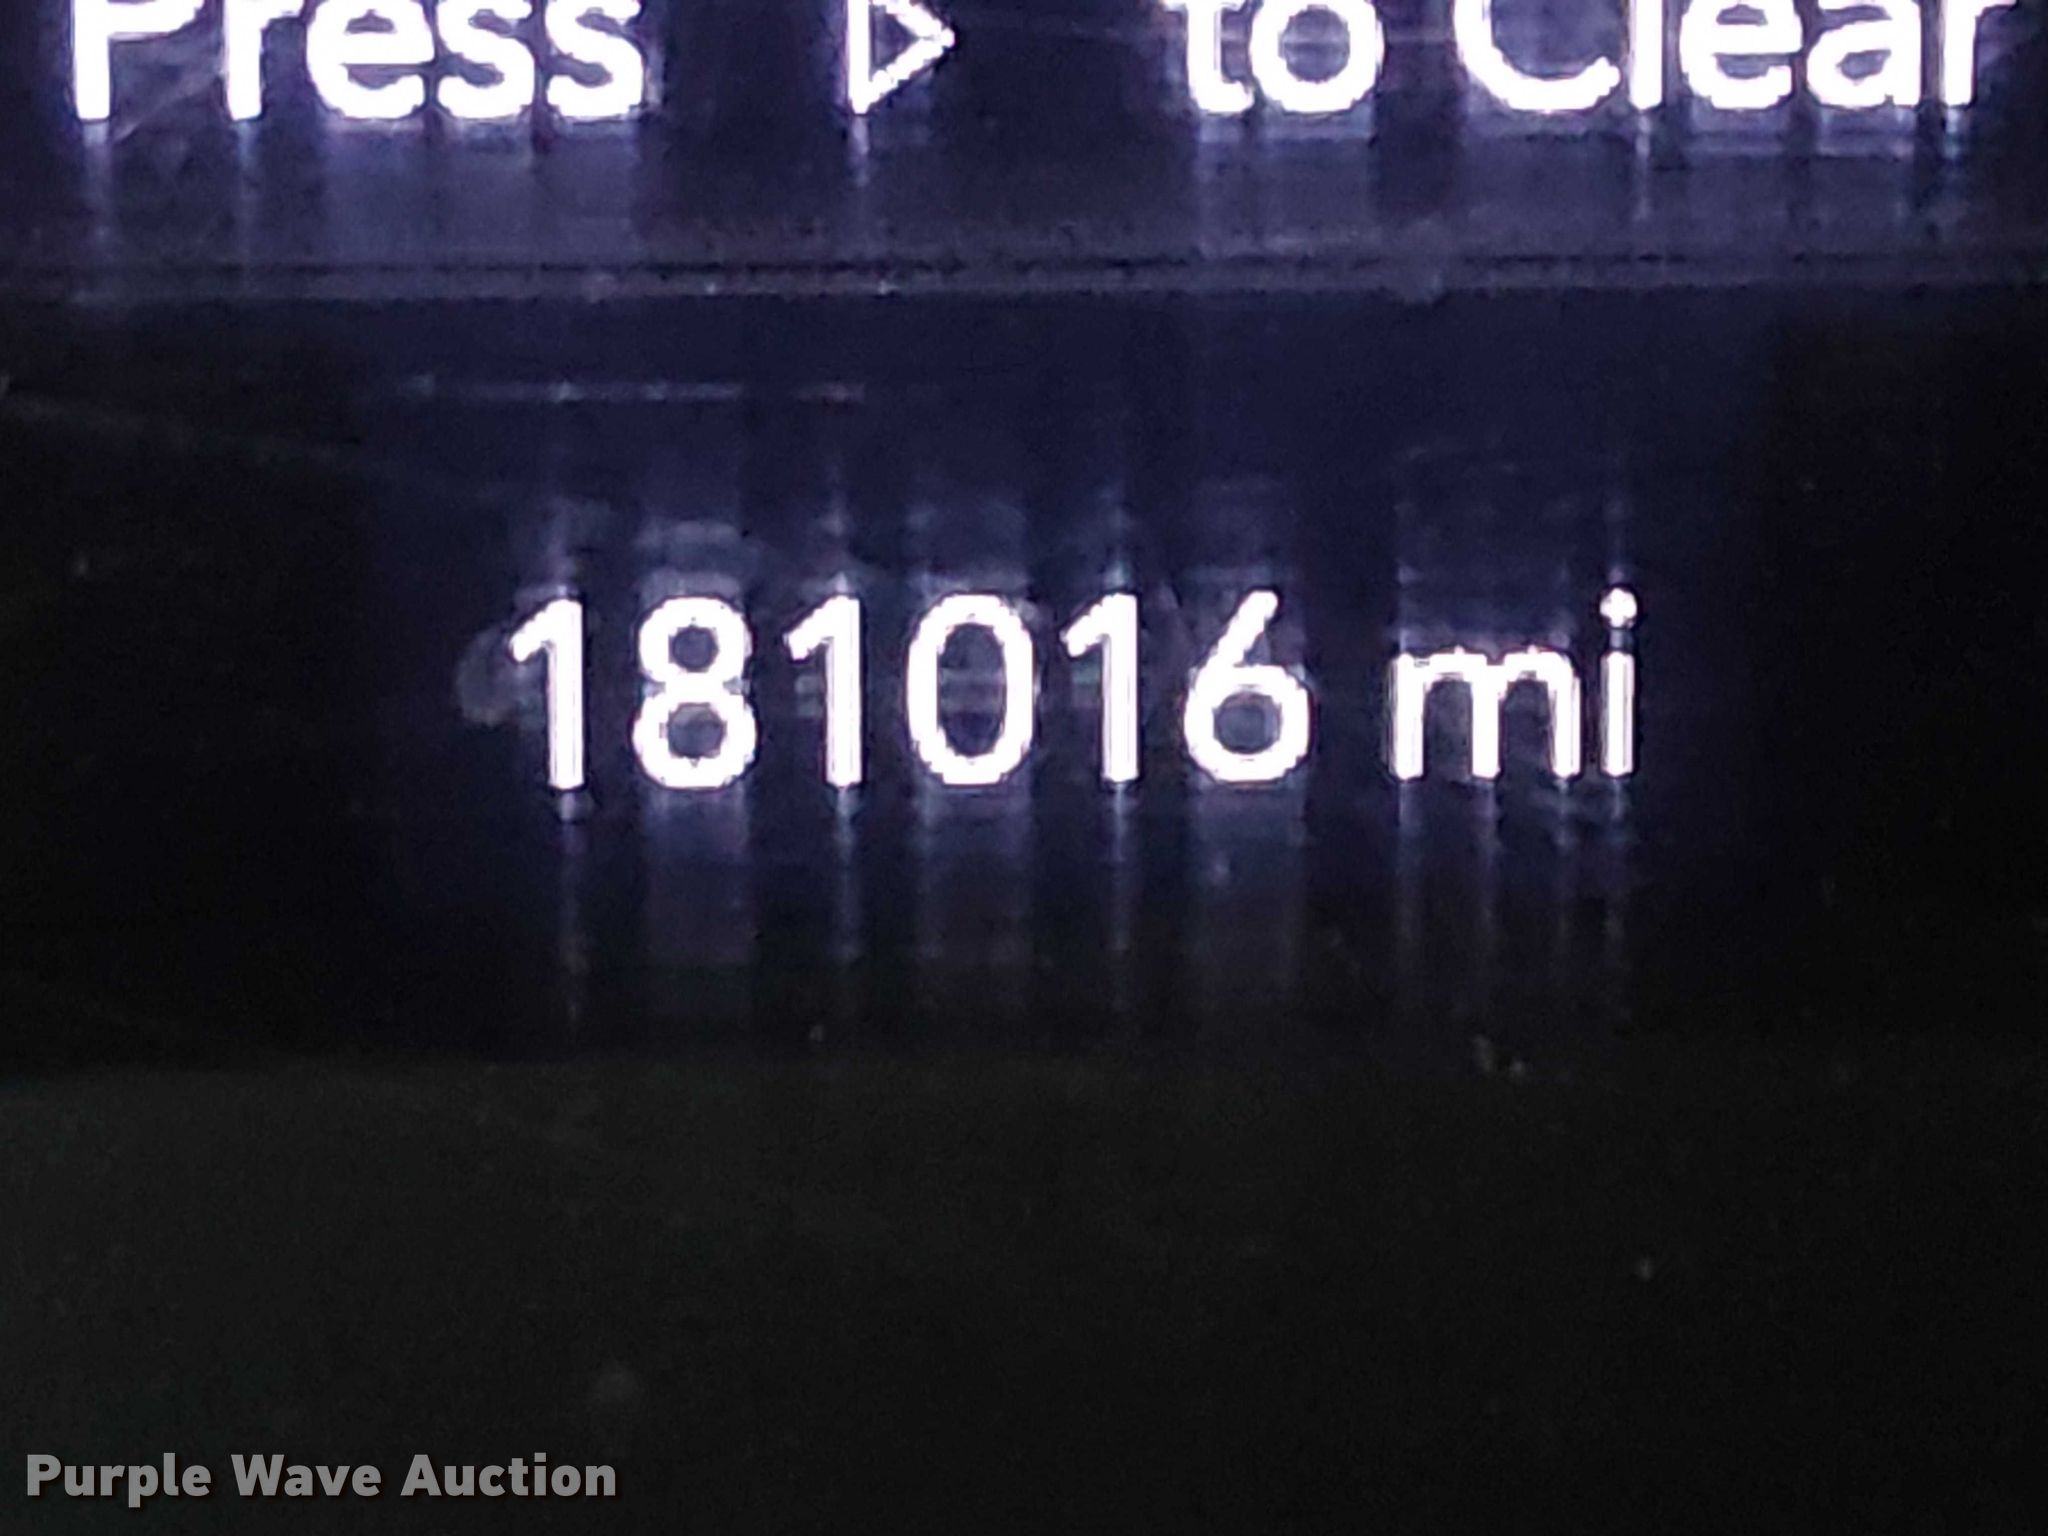 Press ▷ to Clear
181016 mi
Purple Wave Auction